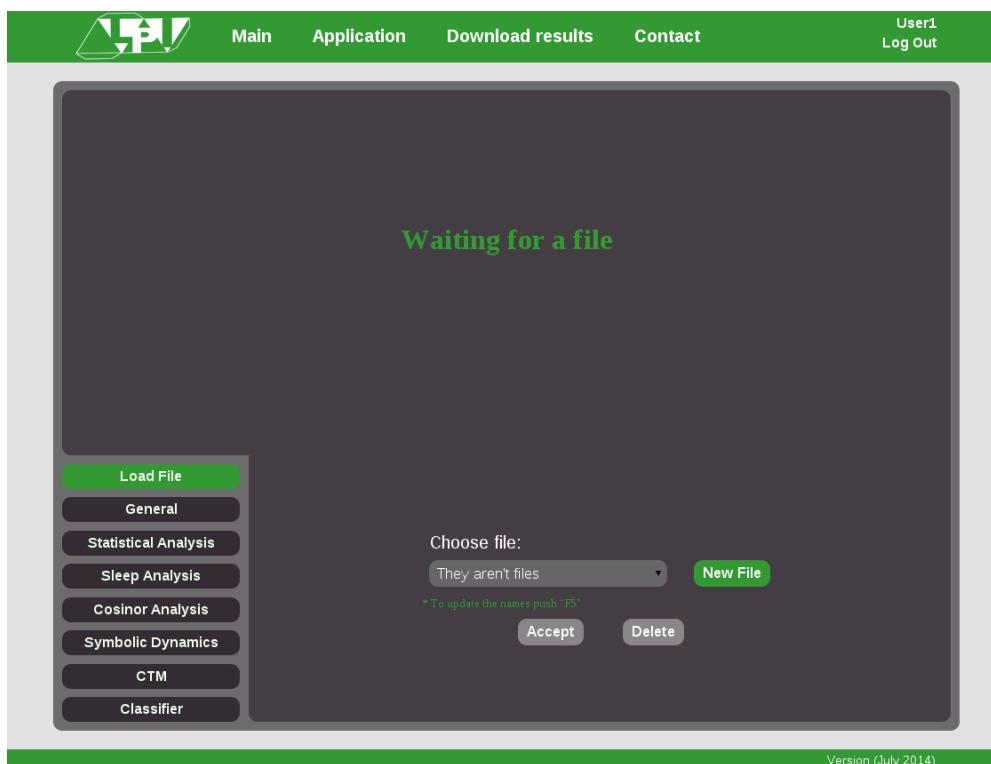 Main Application Download results Contact
User1
Log Out
Waiting for a file
Load File
General
Statistical Analysis
Sleep Analysis
Cosinor Analysis
Symbolic Dynamics
CTM
Classifier
Choose file:
They aren't files
New File
* To update the names push "F5"
Accept Delete
Version (July 2014)